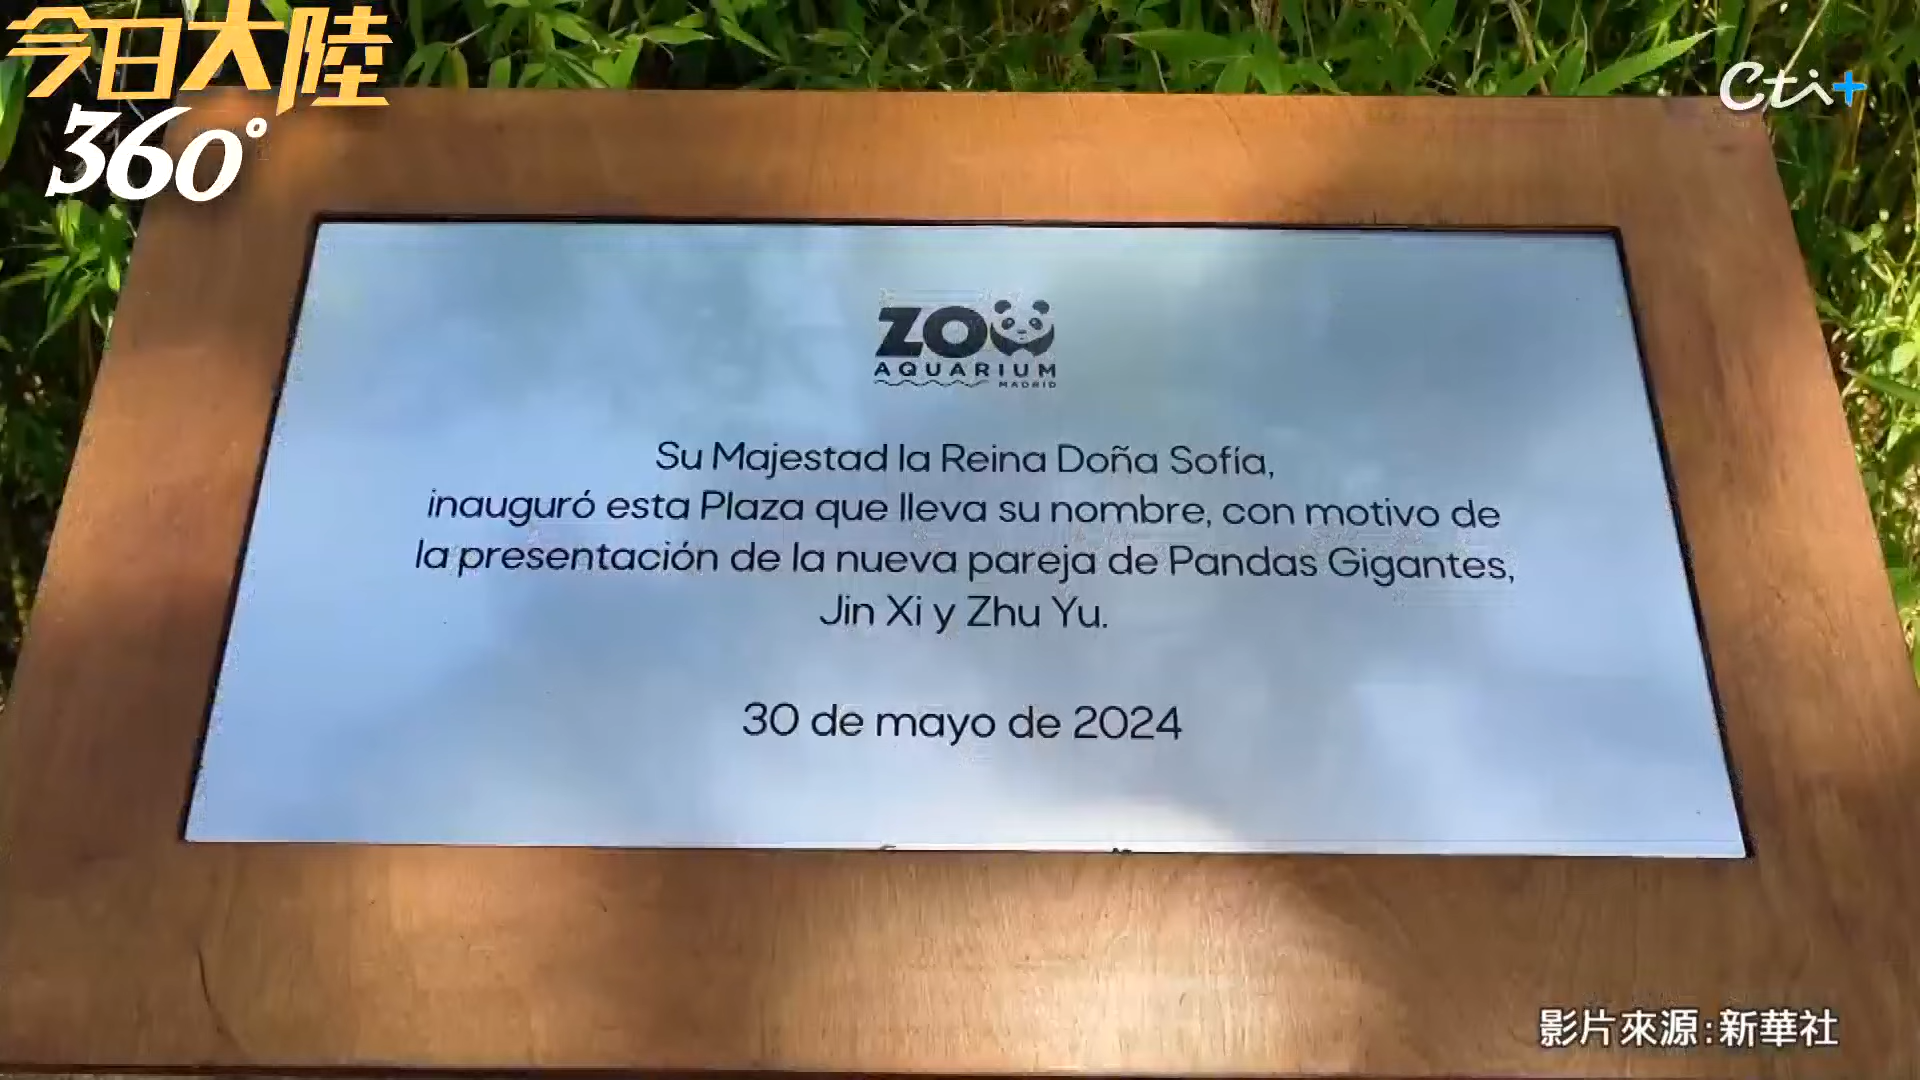 今日大陸
360°
Cti+
ZOO
AQUARIUM
MADRID
Su Majestad la Reina Doña Sofía,
inauguró esta Plaza que lleva su nombre, con motivo de
la presentación de la nueva pareja de Pandas Gigantes,
Jin Xi y Zhu Yu.
30 de mayo de 2024
影片來源:新華社